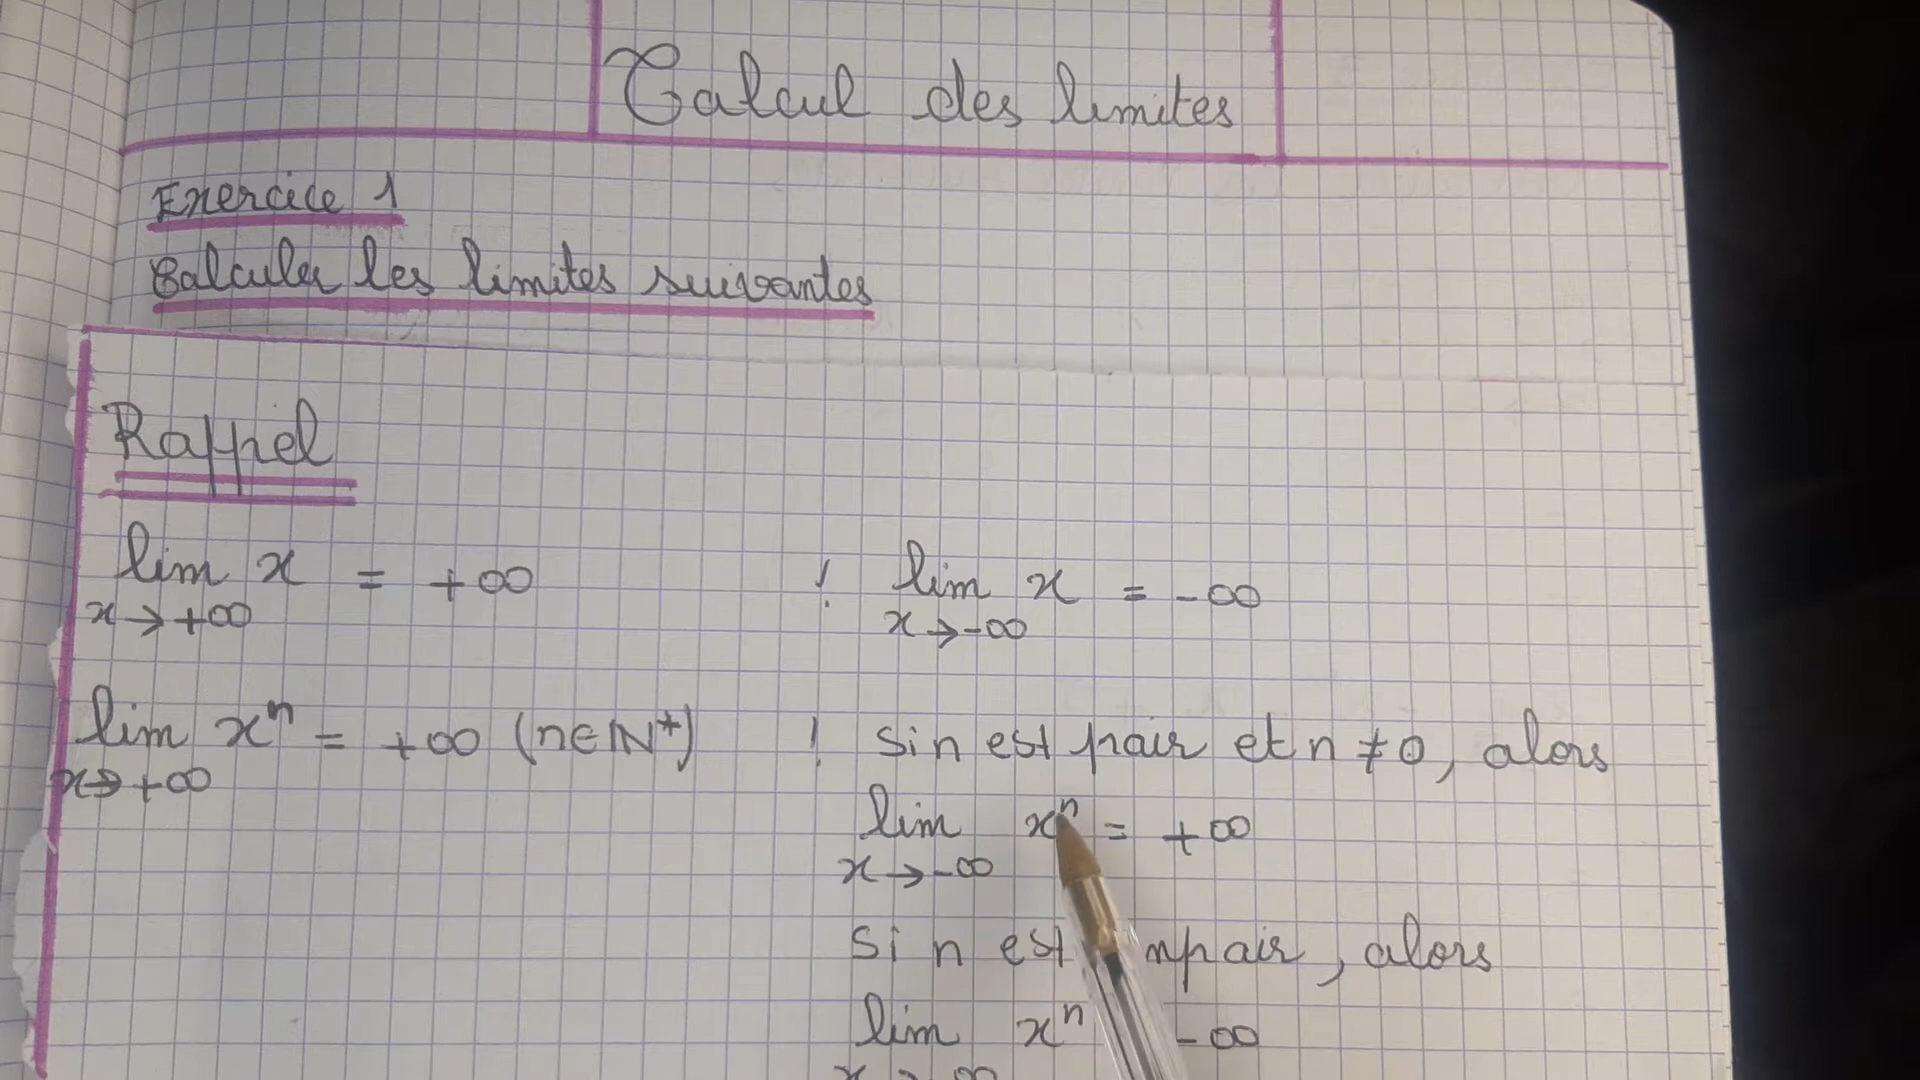 Calcul des limites
Exercice 1
Calculer les limites suivantes
Rappel
lim x = +∞ ! lim x = -∞
x→+∞ x→-∞
lim xⁿ = +∞ (n∈ℕ*) ! si n est pair et n ≠ 0, alors
x→+∞
lim xⁿ = +∞
x→-∞
si n est alors
lim xⁿ -∞